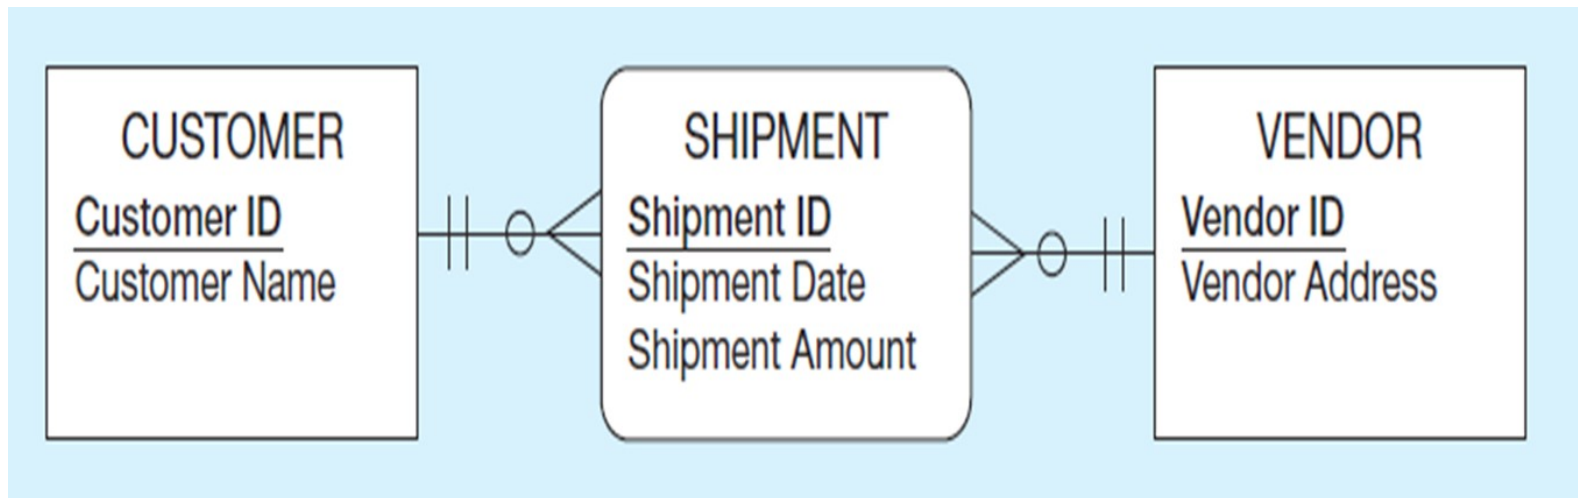 CUSTOMER
Customer ID
Customer Name
SHIPMENT
Shipment ID
Shipment Date
Shipment Amount
VENDOR
Vendor ID
Vendor Address